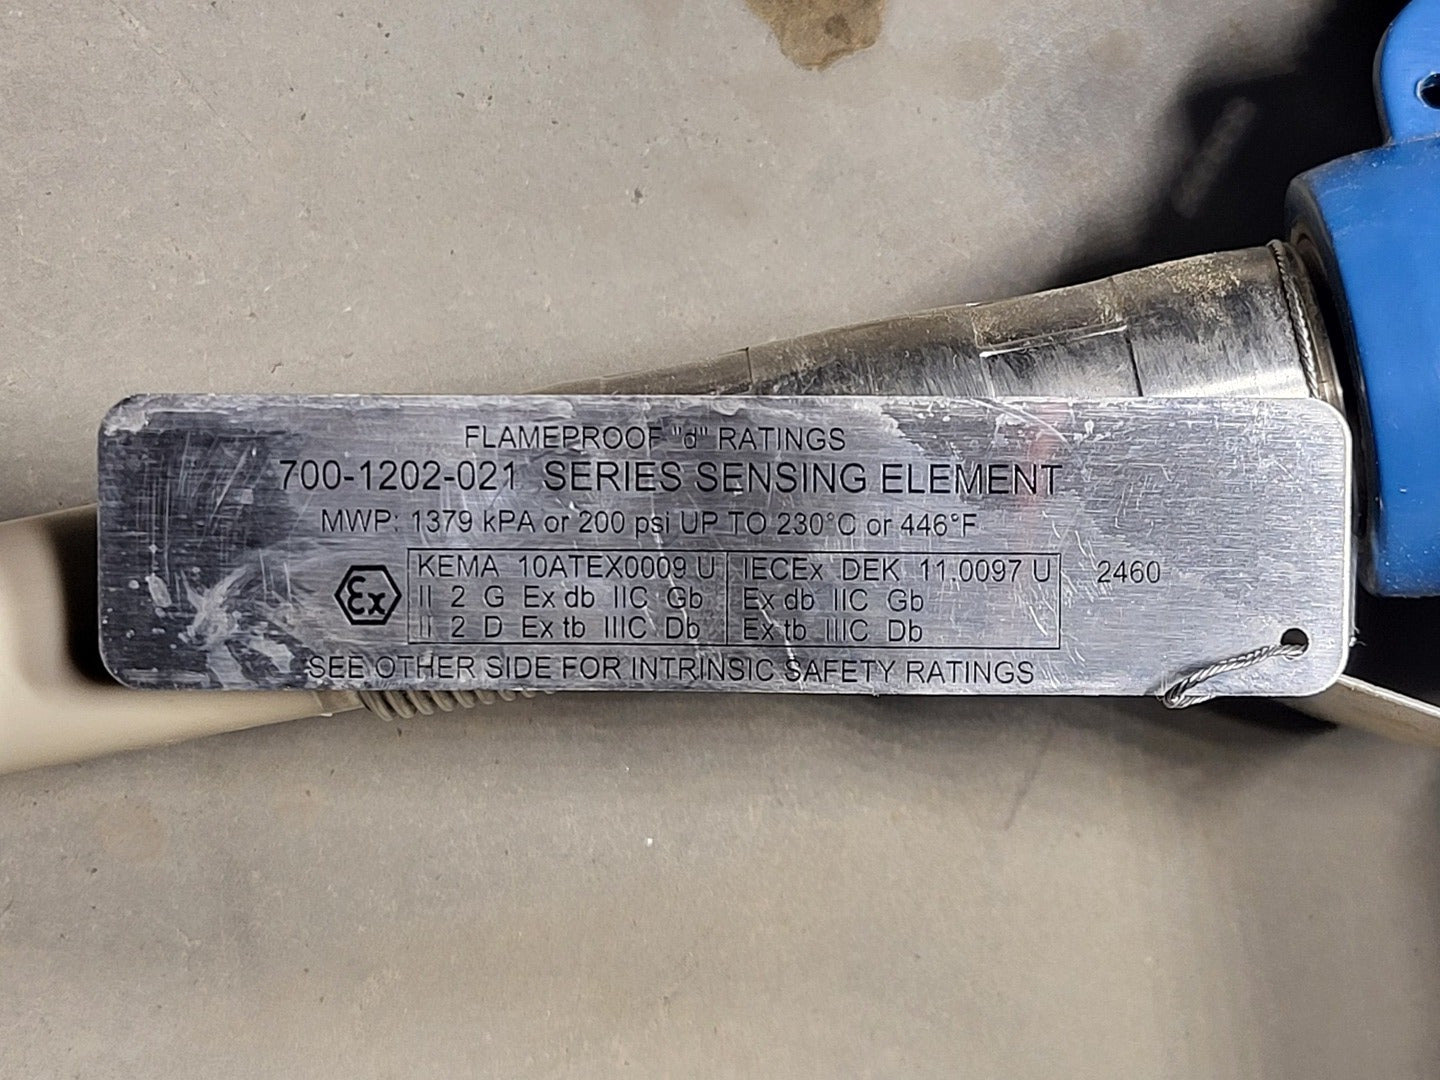 FLAMEPROOF "d" RATINGS
700-1202-021 SERIES SENSING ELEMENT
MWP: 1379 kPA or 200 psi UP TO 230°C or 446°F
Ex
KEMA 10ATEX0009 U IECEx DEK 11.0097 U 2460
II 2 G Ex db IIC Gb Ex db IIC Gb
II 2 D Ex tb IIIC Db Ex tb IIIC Db
SEE OTHER SIDE FOR INTRINSIC SAFETY RATINGS